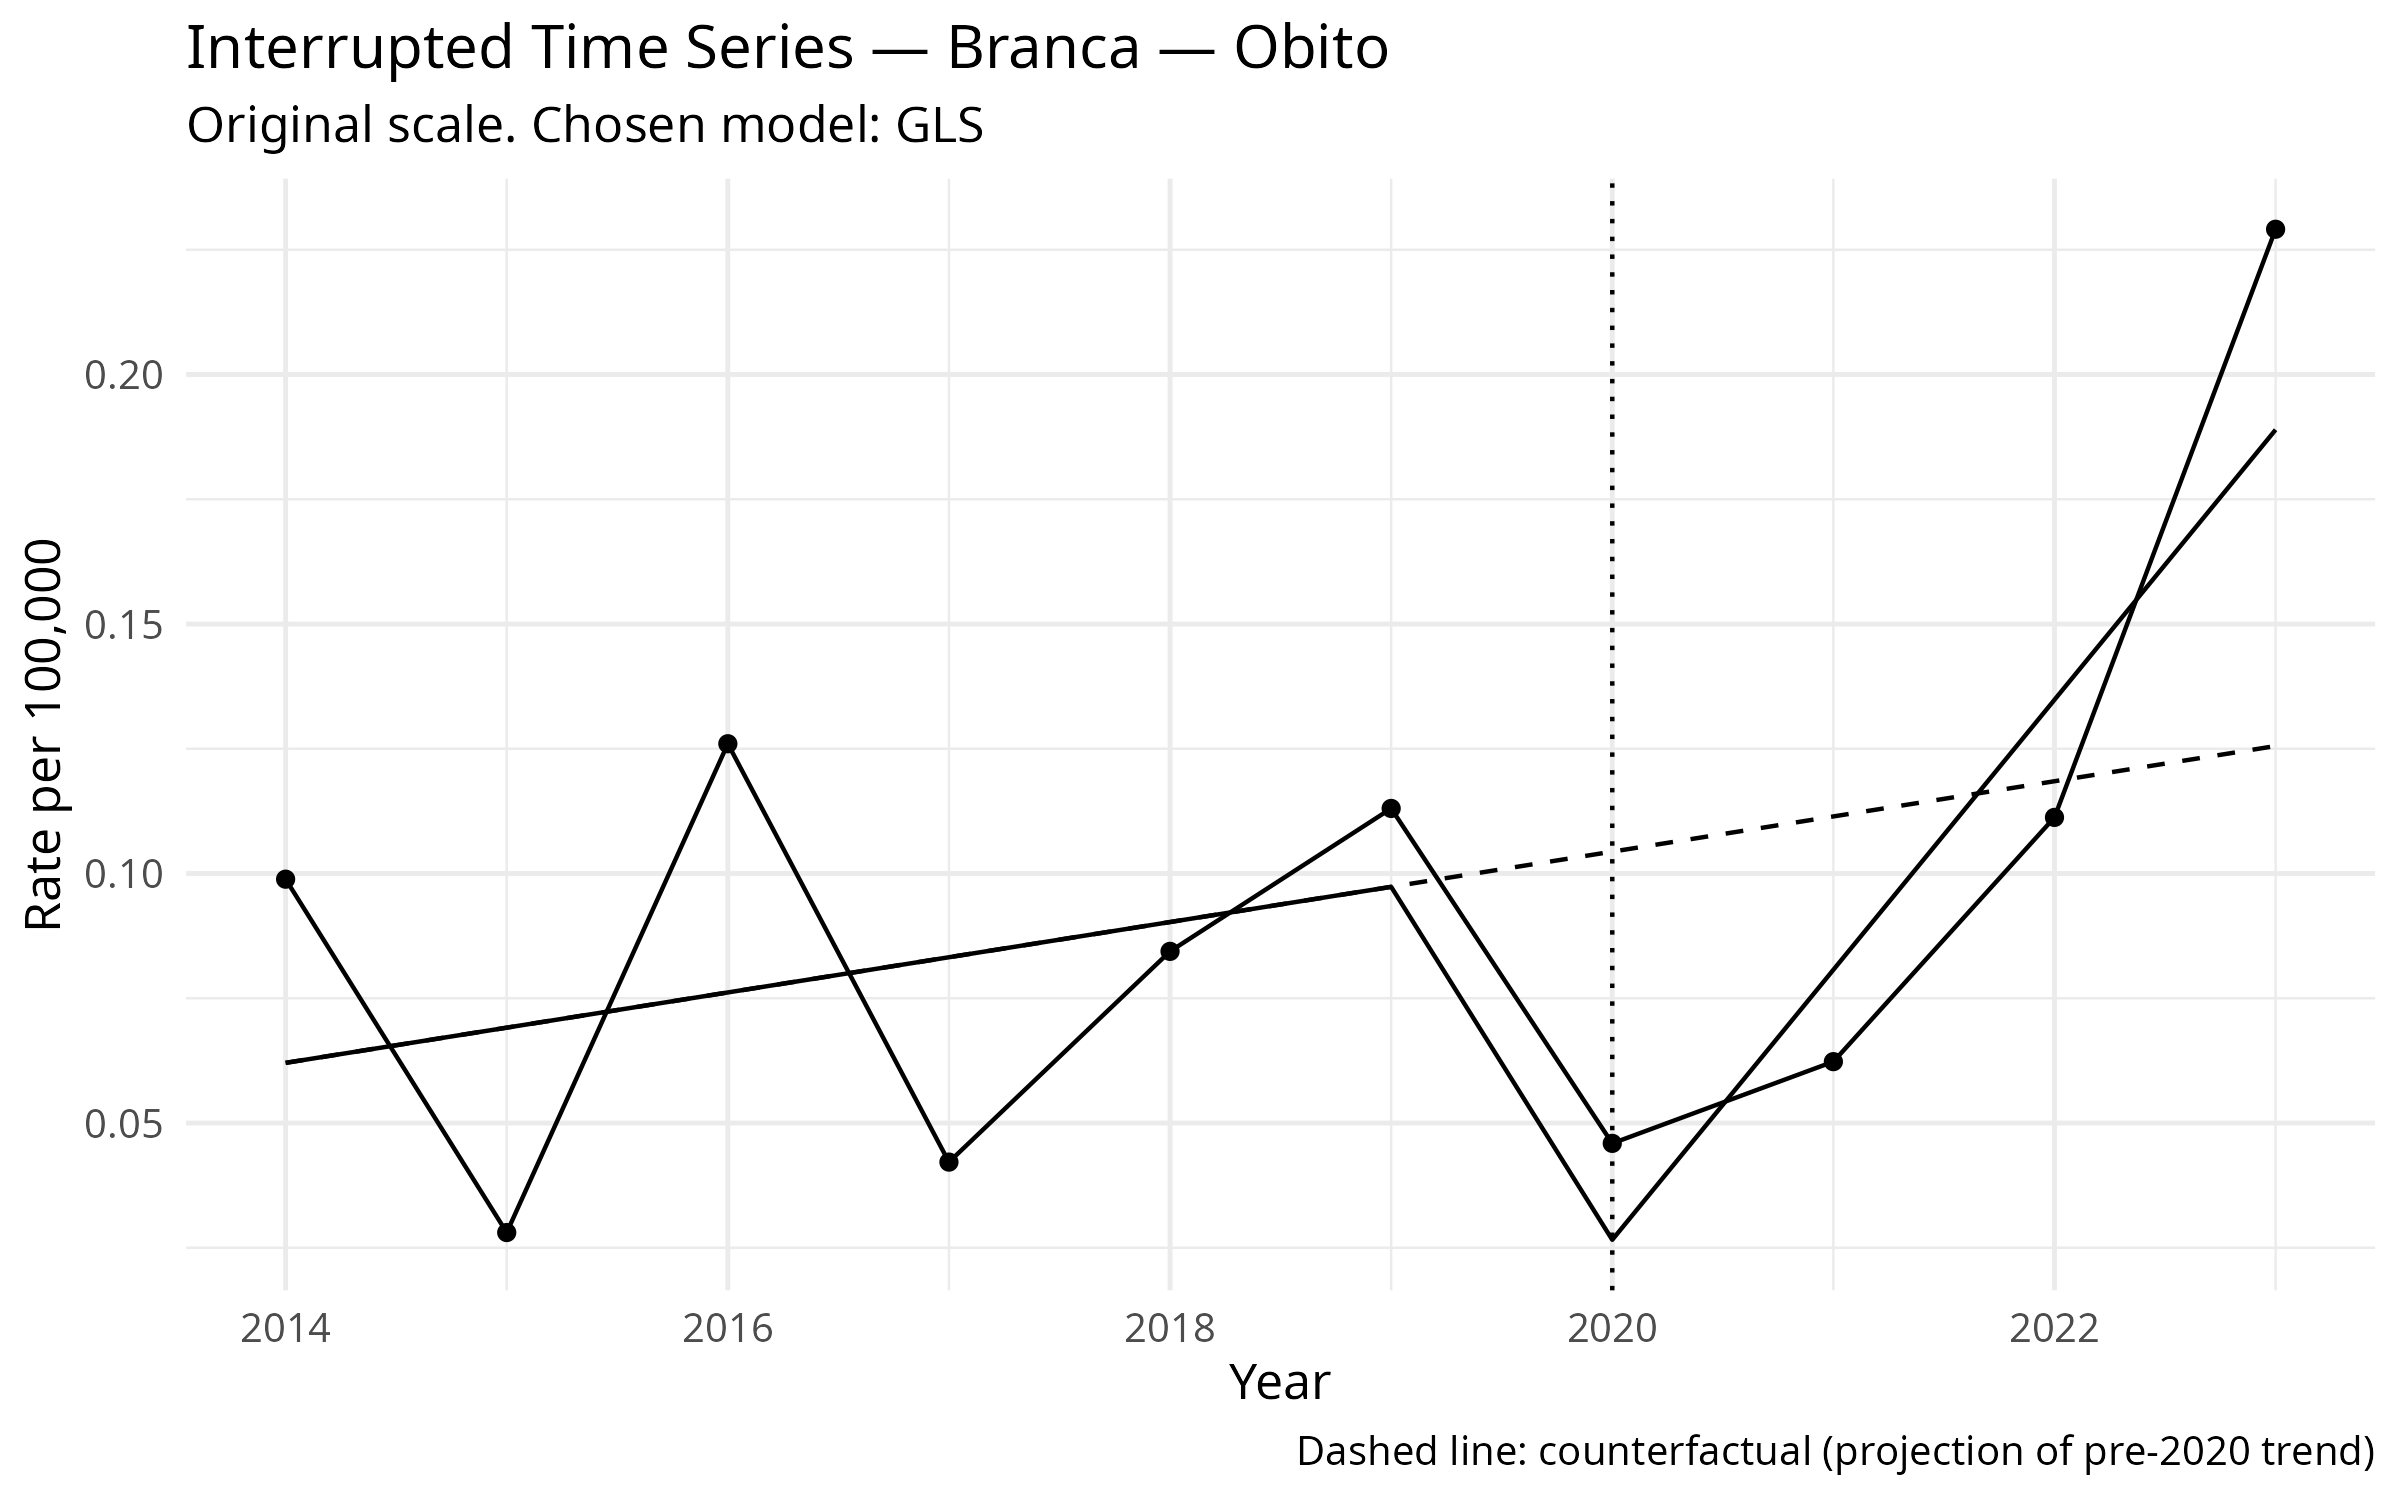 Interrupted Time Series — Branca — Obito
Original scale. Chosen model: GLS
Rate per 100,000
0.20
0.15
0.10
0.05
2014 2016 2018 2020 2022
Year
Dashed line: counterfactual (projection of pre-2020 trend)